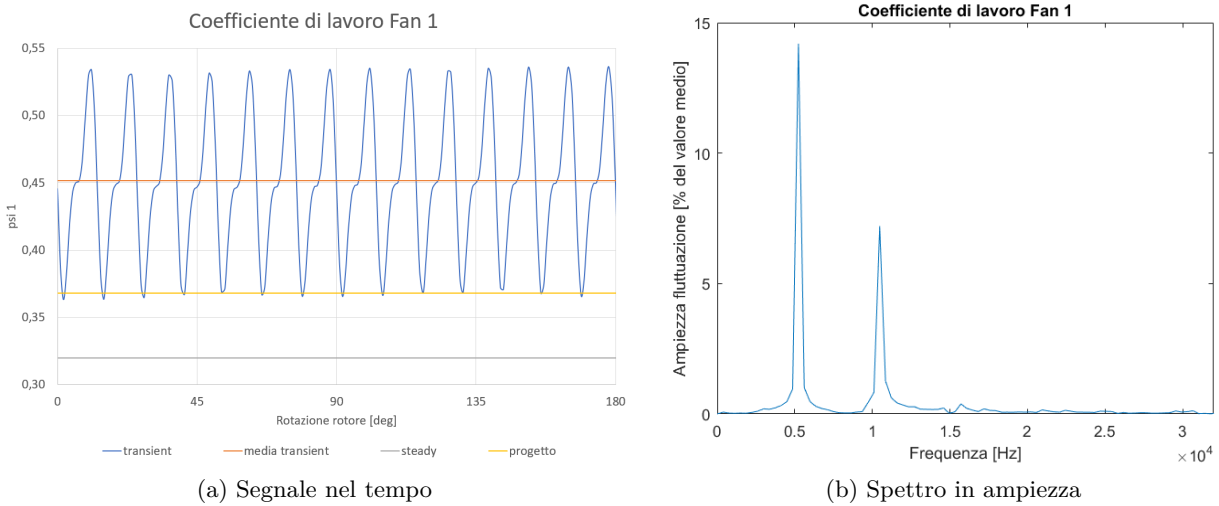 Coefficiente di lavoro Fan 1
0,55
0,50
0,45
0,40
0,35
0,30
psi 1
0
45
90
135
180
Rotazione rotore [deg]
transient
media transient
steady
progetto
(a) Segnale nel tempo
Coefficiente di lavoro Fan 1
15
10
5
0
Ampiezza fluttuazione [% del valore medio]
0
0.5
1
1.5
2
2.5
3
× 10^4
Frequenza [Hz]
(b) Spettro in ampiezza